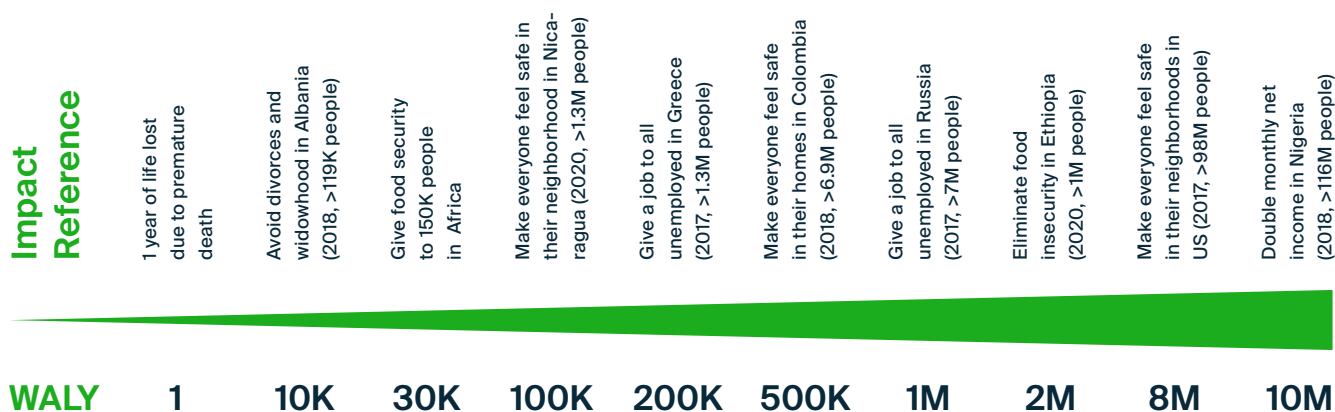 Impact
Reference
1 year of life lost
due to premature
death
Avoid divorces and
widowhood in Albania
(2018, >119K people)
Give food security
to 150K people
in Africa
Make everyone feel safe in
their neighborhood in Nica-
ragua (2020, >1.3M people)
Give a job to all
unemployed in Greece
(2017, >1.3M people)
Make everyone feel safe
in their homes in Colombia
(2018, >6.9M people)
Give a job to all
unemployed in Russia
(2017, >7M people)
Eliminate food
insecurity in Ethiopia
(2020, >1M people)
Make everyone feel safe
in their neighborhoods in
US (2017, >98M people)
Double monthly net
income in Nigeria
(2018, >116M people)
WALY 1 10K 30K 100K 200K 500K 1M 2M 8M 10M